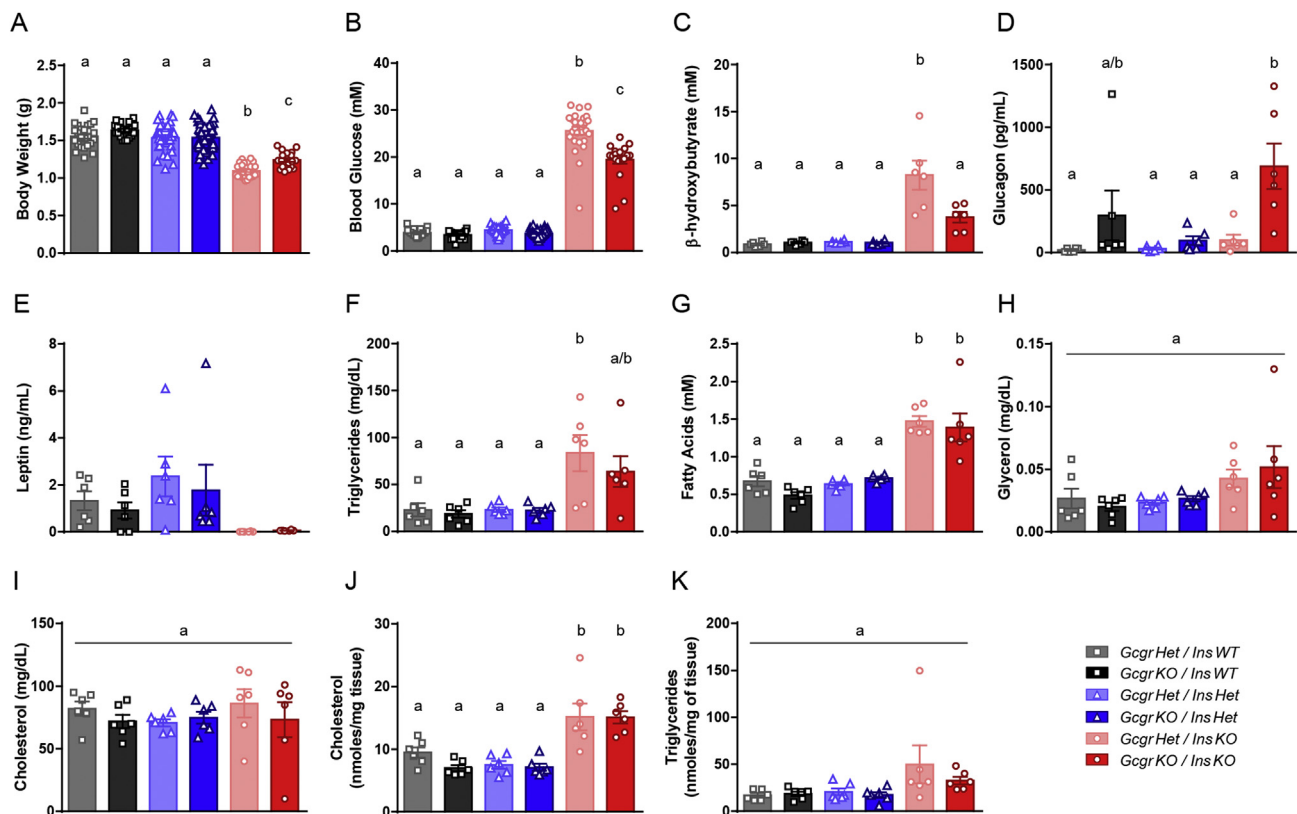 A
Body Weight (g)
2.5
2.0
1.5
1.0
0.5
0.0
a a a a b c
B
Blood Glucose (mM)
40
30
20
10
0
a a a a b c
C
β-hydroxybutyrate (mM)
20
15
10
5
0
a a a a b a
D
Glucagon (pg/mL)
1500
1000
500
0
a a/b a a a b
E
Leptin (ng/mL)
8
6
4
2
0
F
Triglycerides (mg/dL)
200
150
100
50
0
a a a a b a/b
G
Fatty Acids (mM)
2.5
2.0
1.5
1.0
0.5
0.0
a a a a b b
H
Glycerol (mg/dL)
0.15
0.10
0.05
0.00
a
I
Cholesterol (mg/dL)
150
100
50
0
a
J
Cholesterol
(nmoles/mg tissue)
30
20
10
0
a a a a b b
K
Triglycerides
(nmoles/mg of tissue)
200
150
100
50
0
a
Gcgr Het / Ins WT
Gcgr KO / Ins WT
Gcgr Het / Ins Het
Gcgr KO / Ins Het
Gcgr Het / Ins KO
Gcgr KO / Ins KO